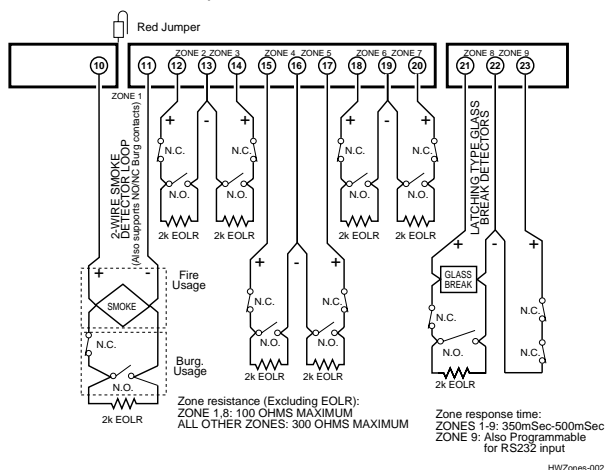 Red Jumper
ZONE 2 ZONE 3 ZONE 4 ZONE 5 ZONE 6 ZONE 7 ZONE 8 ZONE 9
10 11 12 13 14 15 16 17 18 19 20 21 22 23
ZONE 1
2-WIRE SMOKE
DETECTOR LOOP
(Also supports NO/NC Burg contacts)
LATCHING TYPE GLASS
BREAK DETECTORS
+ - +
N.C. N.C.
N.O. N.O.
2k EOLR 2k EOLR
+ - +
N.C. N.C.
N.O. N.O.
2k EOLR 2k EOLR
+ -
Fire
Usage
SMOKE
N.C.
Burg.
Usage
N.O.
2k EOLR
+ - +
N.C. N.C.
N.O. N.O.
2k EOLR 2k EOLR
+ - +
GLASS
BREAK
N.C. N.C.
N.O. N.C.
2k EOLR
Zone resistance (Excluding EOLR):
ZONE 1,8: 100 OHMS MAXIMUM
ALL OTHER ZONES: 300 OHMS MAXIMUM
Zone response time:
ZONES 1-9: 350mSec-500mSec
ZONE 9: Also Programmable
for RS232 input
HWZones-002